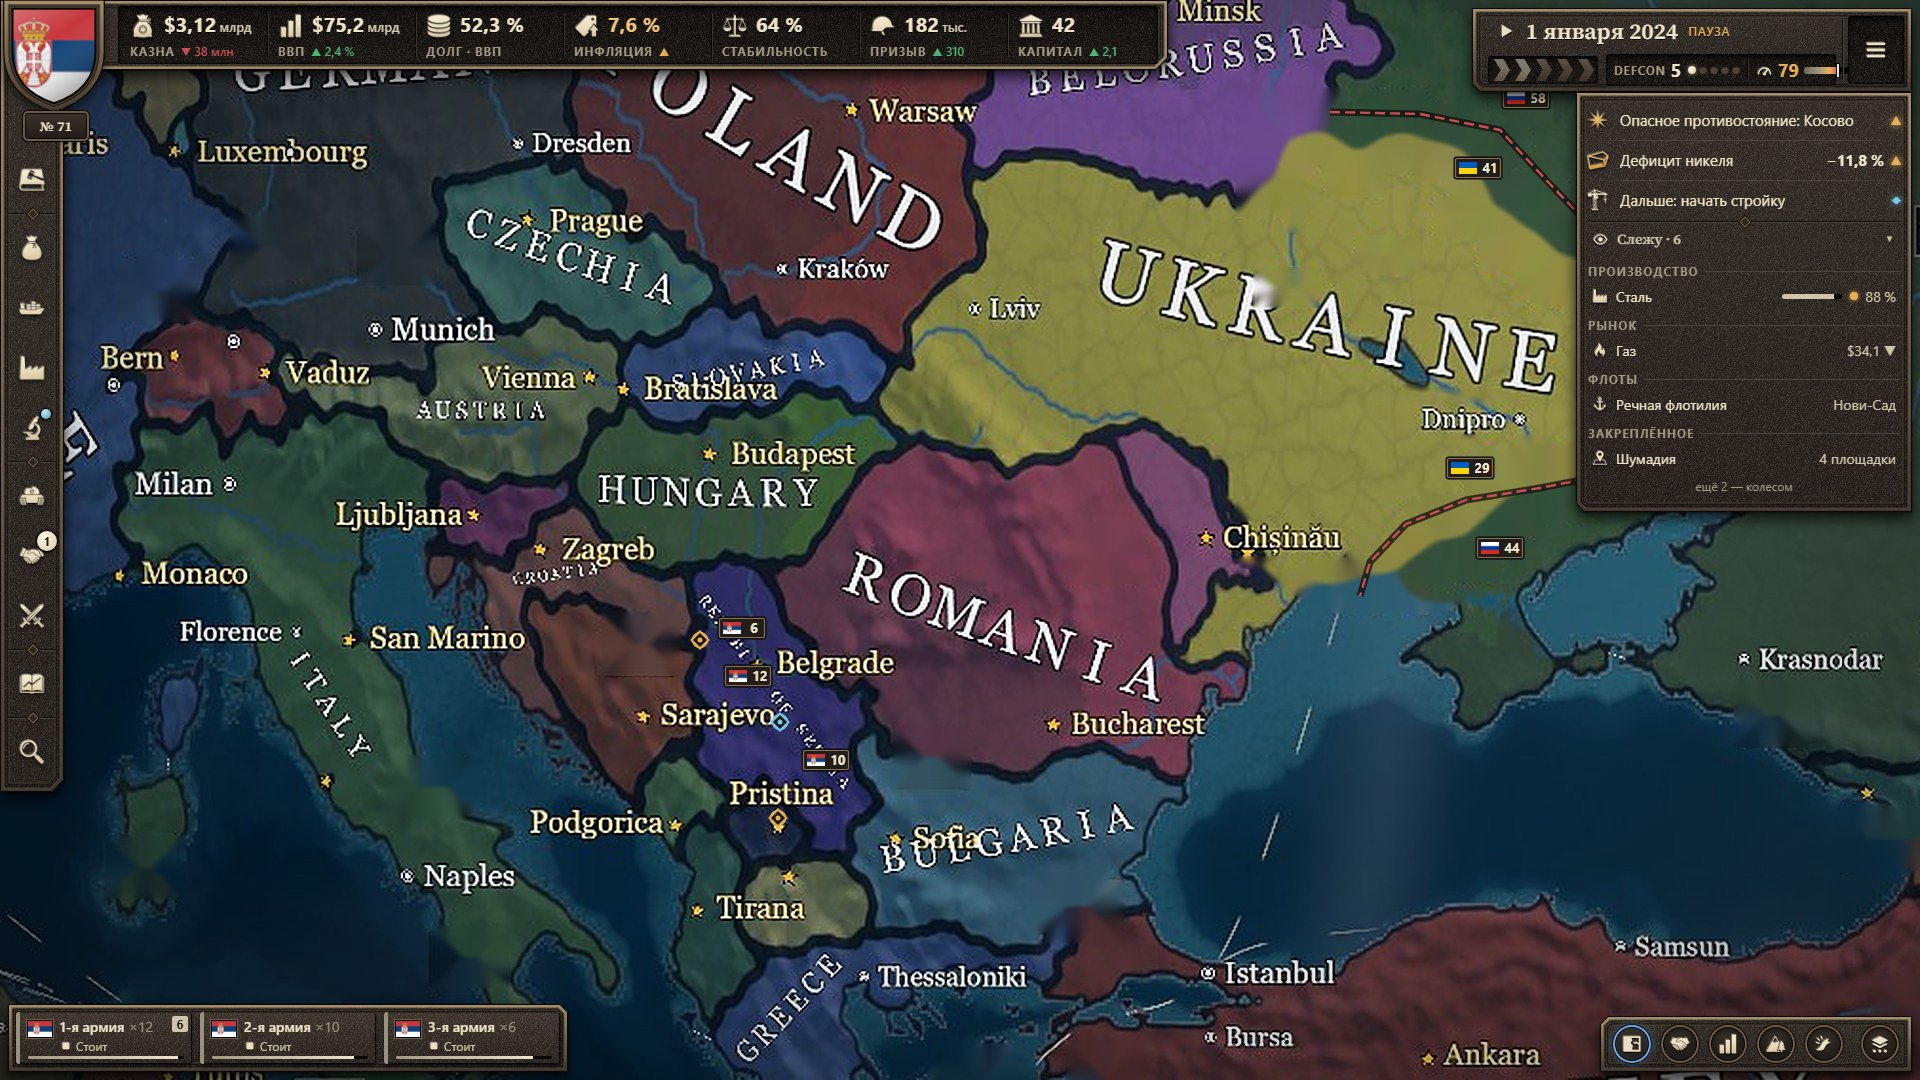 $3,12 млрд
КАЗНА ▼ 38 млн
$75,2 млрд
ВВП ▲ 2,4 %
52,3 %
ДОЛГ · ВВП
7,6 %
ИНФЛЯЦИЯ ▲
64 %
СТАБИЛЬНОСТЬ
182 тыс.
ПРИЗЫВ ▲ 310
42
КАПИТАЛ ▲ 2,1
1 января 2024 ПАУЗА
DEFCON 5
79
№ 71
Опасное противостояние: Косово
Дефицит никеля −11,8 %
Дальше: начать стройку
Слежу · 6
ПРОИЗВОДСТВО
Сталь 88 %
РЫНОК
Газ $34,1 ▼
ФЛОТЫ
Речная флотилия Нови-Сад
ЗАКРЕПЛЁННОЕ
Шумадия 4 площадки
ещё 2 — колесом
Minsk
BELORUSSIA
58
Warsaw
Luxembourg
Dresden
41
Prague
CZECHIA
Kraków
Lviv
UKRAINE
Munich
Bern
Vaduz
Vienna
SLOVAKIA
Bratislava
AUSTRIA
Dnipro
Budapest
HUNGARY
29
Milan
Ljubljana
Zagreb
CROATIA
Chișinău
44
Monaco
ROMANIA
Florence
San Marino
6
Belgrade
12
Krasnodar
ITALY
Sarajevo
Bucharest
10
Pristina
Podgorica
Sofia
BULGARIA
Naples
Tirana
Samsun
GREECE
Thessaloniki
Istanbul
Bursa
Ankara
1
1-я армия ×12 6
Стоит
2-я армия ×10
Стоит
3-я армия ×6
Стоит